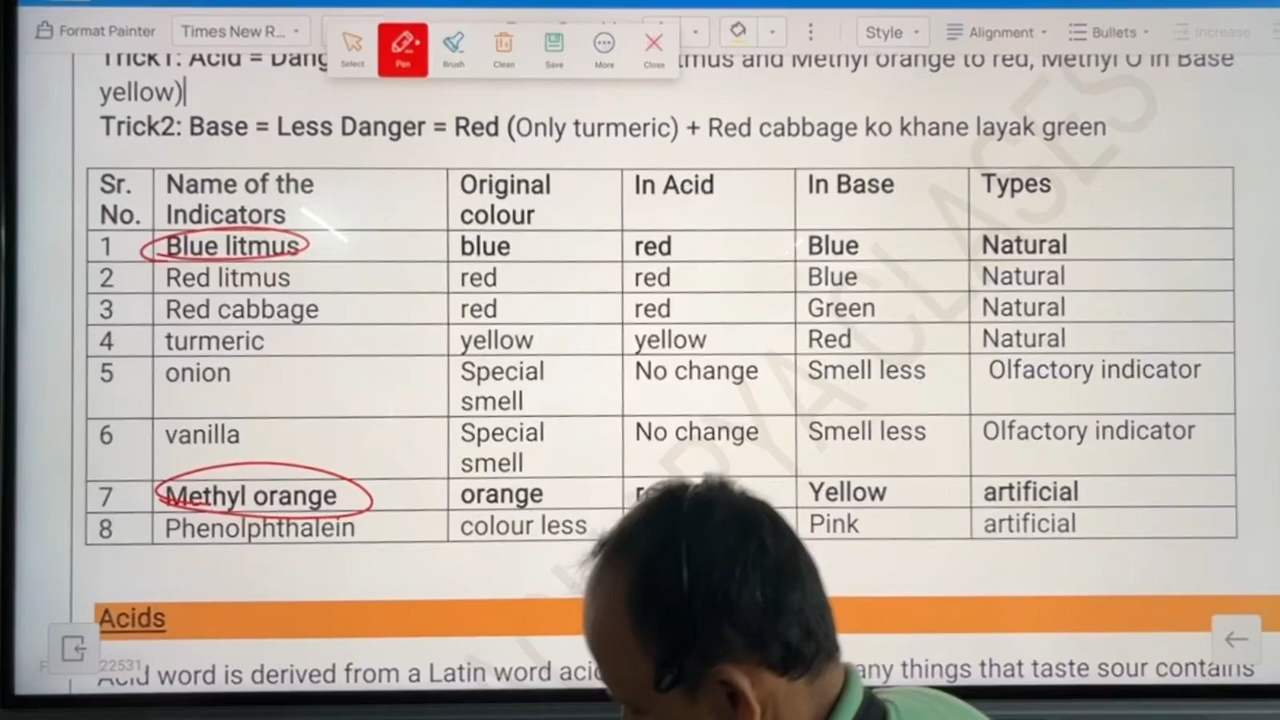 Format Painter Times New R... Style Alignment Bullets Increase
Select Pen Brush Clean Save More Close
Trick1: Acid = Dang tmus and Methyl orange to red, Methyl O in Base
yellow)
Trick2: Base = Less Danger = Red (Only turmeric) + Red cabbage ko khane layak green
Sr. No. Name of the Indicators Original colour In Acid In Base Types
1 Blue litmus blue red Blue Natural
2 Red litmus red red Blue Natural
3 Red cabbage red red Green Natural
4 turmeric yellow yellow Red Natural
5 onion Special smell No change Smell less Olfactory indicator
6 vanilla Special smell No change Smell less Olfactory indicator
7 Methyl orange orange Yellow artificial
8 Phenolphthalein colour less Pink artificial
Acids
22531
Acid word is derived from a Latin word any things that taste sour contains